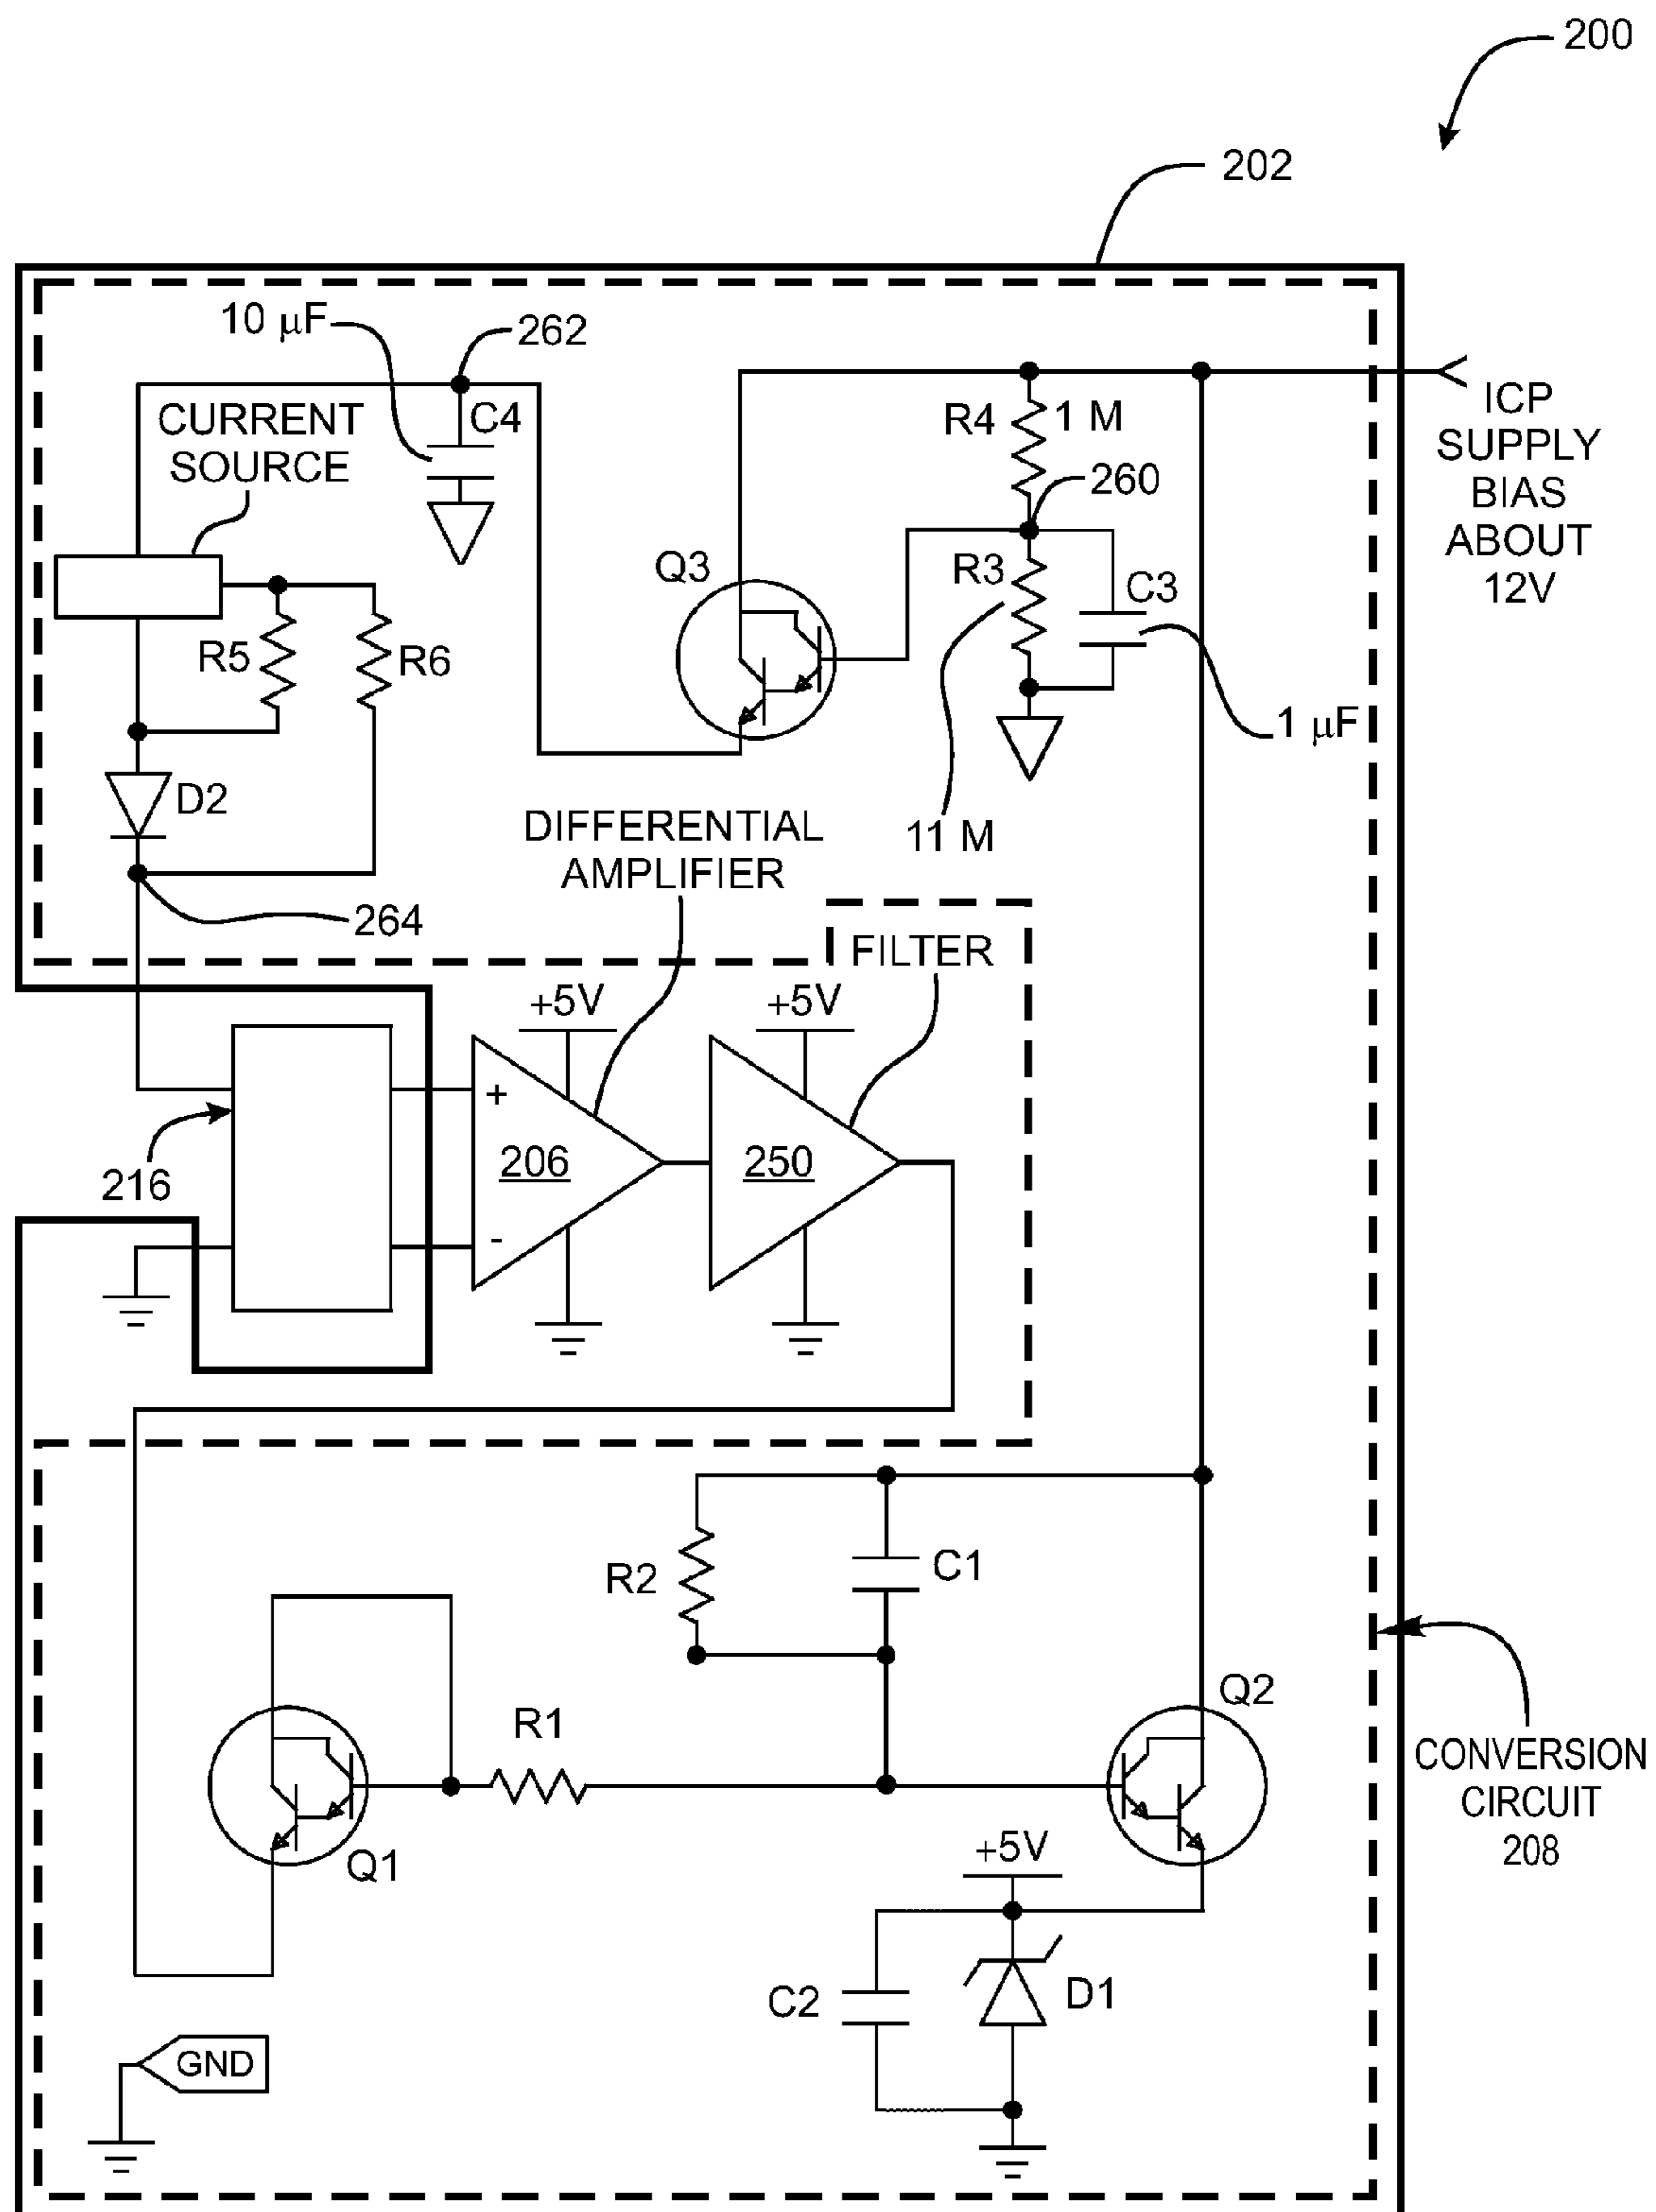 200
202
10 μF
262
CURRENT
SOURCE
C4
R4
1 M
260
ICP
SUPPLY
BIAS
ABOUT
12V
Q3
R3
C3
R5
R6
1 μF
D2
11 M
DIFFERENTIAL
AMPLIFIER
264
FILTER
+5V
+5V
+
206
250
216
-
R2
C1
Q2
R1
CONVERSION
CIRCUIT
208
Q1
+5V
C2
D1
GND